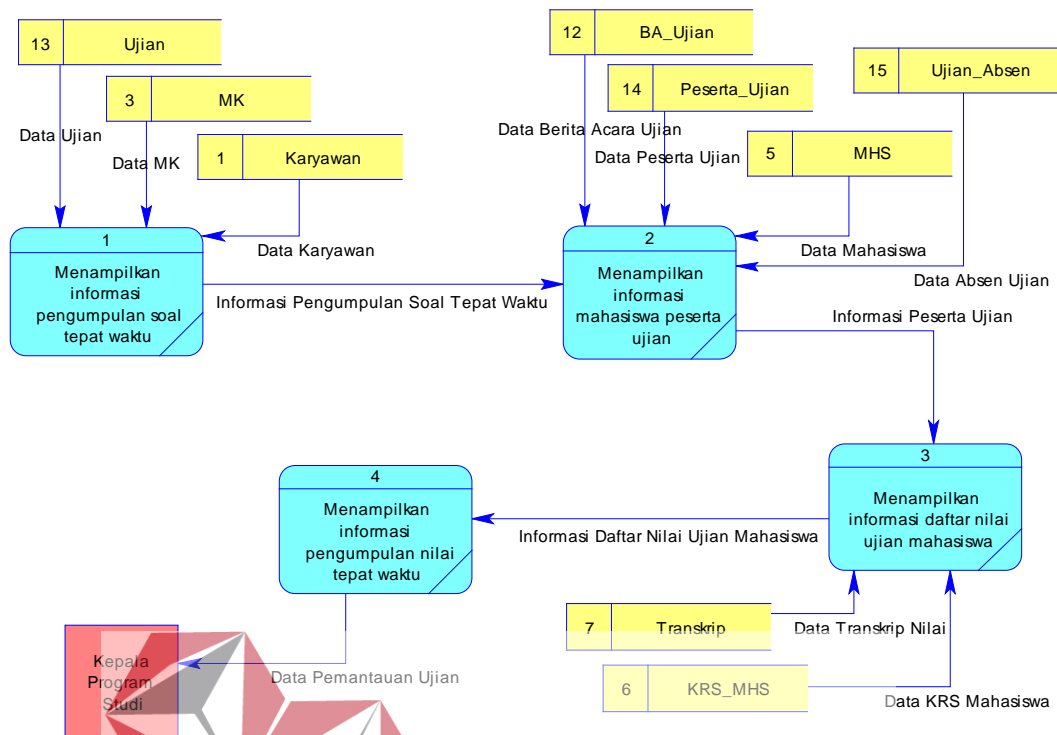 13 Ujian
3 MK
1 Karyawan
Data Ujian
Data MK
Data Karyawan
12 BA_Ujian
14 Peserta_Ujian
15 Ujian_Absen
5 MHS
Data Berita Acara Ujian
Data Peserta Ujian
Data Mahasiswa
Data Absen Ujian
1
Menampilkan
informasi
pengumpulan soal
tepat waktu
Informasi Pengumpulan Soal Tepat Waktu
2
Menampilkan
informasi
mahasiswa peserta
ujian
Informasi Peserta Ujian
3
Menampilkan
informasi daftar nilai
ujian mahasiswa
Informasi Daftar Nilai Ujian Mahasiswa
4
Menampilkan
informasi
pengumpulan nilai
tepat waktu
7 Transkrip
Data Transkrip Nilai
6 KRS_MHS
Data KRS Mahasiswa
Kepala
Program
Studi
Data Pemantauan Ujian